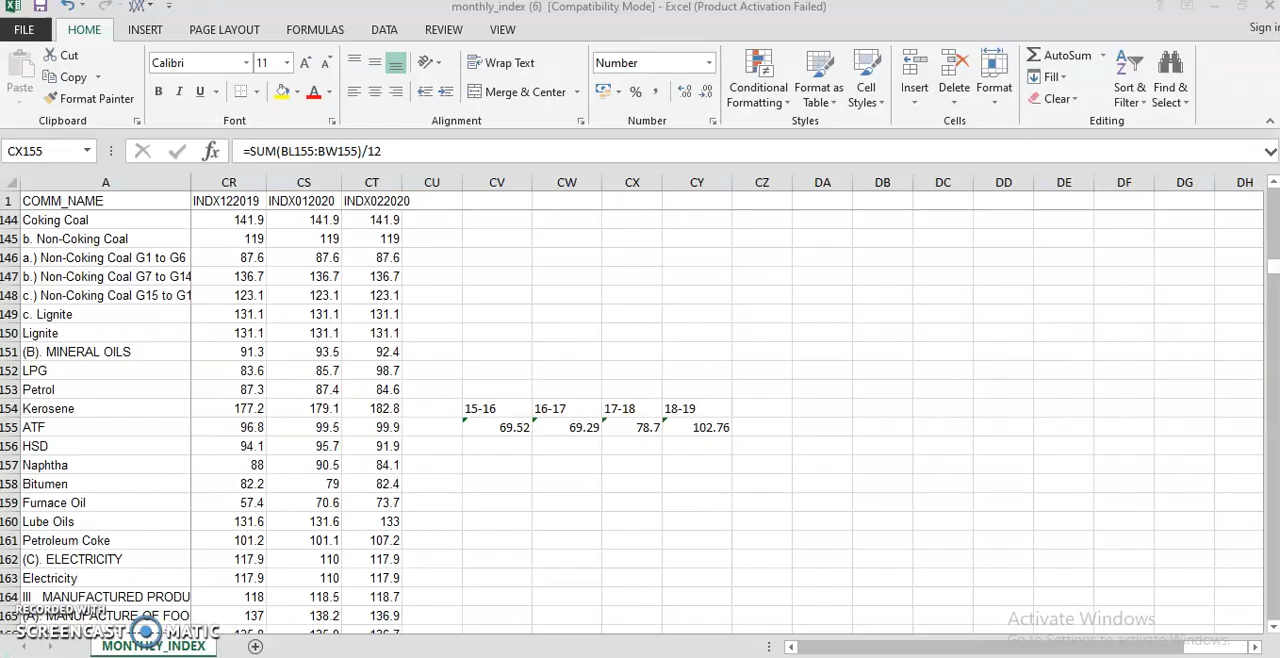 monthly_index (6) [Compatibility Mode] - Excel (Product Activation Failed)
FILE HOME INSERT PAGE LAYOUT FORMULAS DATA REVIEW VIEW Sign in
Cut Calibri 11 Wrap Text Number AutoSum
Copy Fill
Paste Format Painter Merge & Center Conditional Formatting Format as Table Cell Styles Insert Delete Format Clear Sort & Filter Find & Select
Clipboard Font Alignment Number Styles Cells Editing
CX155 =SUM(BL155:BW155)/12
A CR CS CT CU CV CW CX CY CZ DA DB DC DD DE DF DG DH
1 COMM_NAME INDX122019 INDX012020 INDX022020
144 Coking Coal 141.9 141.9 141.9
145 b. Non-Coking Coal 119 119 119
146 a.) Non-Coking Coal G1 to G6 87.6 87.6 87.6
147 b.) Non-Coking Coal G7 to G14 136.7 136.7 136.7
148 c.) Non-Coking Coal G15 to G1 123.1 123.1 123.1
149 c. Lignite 131.1 131.1 131.1
150 Lignite 131.1 131.1 131.1
151 (B). MINERAL OILS 91.3 93.5 92.4
152 LPG 83.6 85.7 98.7
153 Petrol 87.3 87.4 84.6
154 Kerosene 177.2 179.1 182.8 15-16 16-17 17-18 18-19
155 ATF 96.8 99.5 99.9 69.52 69.29 78.7 102.76
156 HSD 94.1 95.7 91.9
157 Naphtha 88 90.5 84.1
158 Bitumen 82.2 79 82.4
159 Furnace Oil 57.4 70.6 73.7
160 Lube Oils 131.6 131.6 133
161 Petroleum Coke 101.2 101.1 107.2
162 (C). ELECTRICITY 117.9 110 117.9
163 Electricity 117.9 110 117.9
164 III MANUFACTURED PRODU 118 118.5 118.7
165 (A). MANUFACTURE OF FOO 137 138.2 136.9
RECORDED WITH
SCREENCAST MATIC
MONTHLY_INDEX
Activate Windows
Go to Settings to activate Windows.